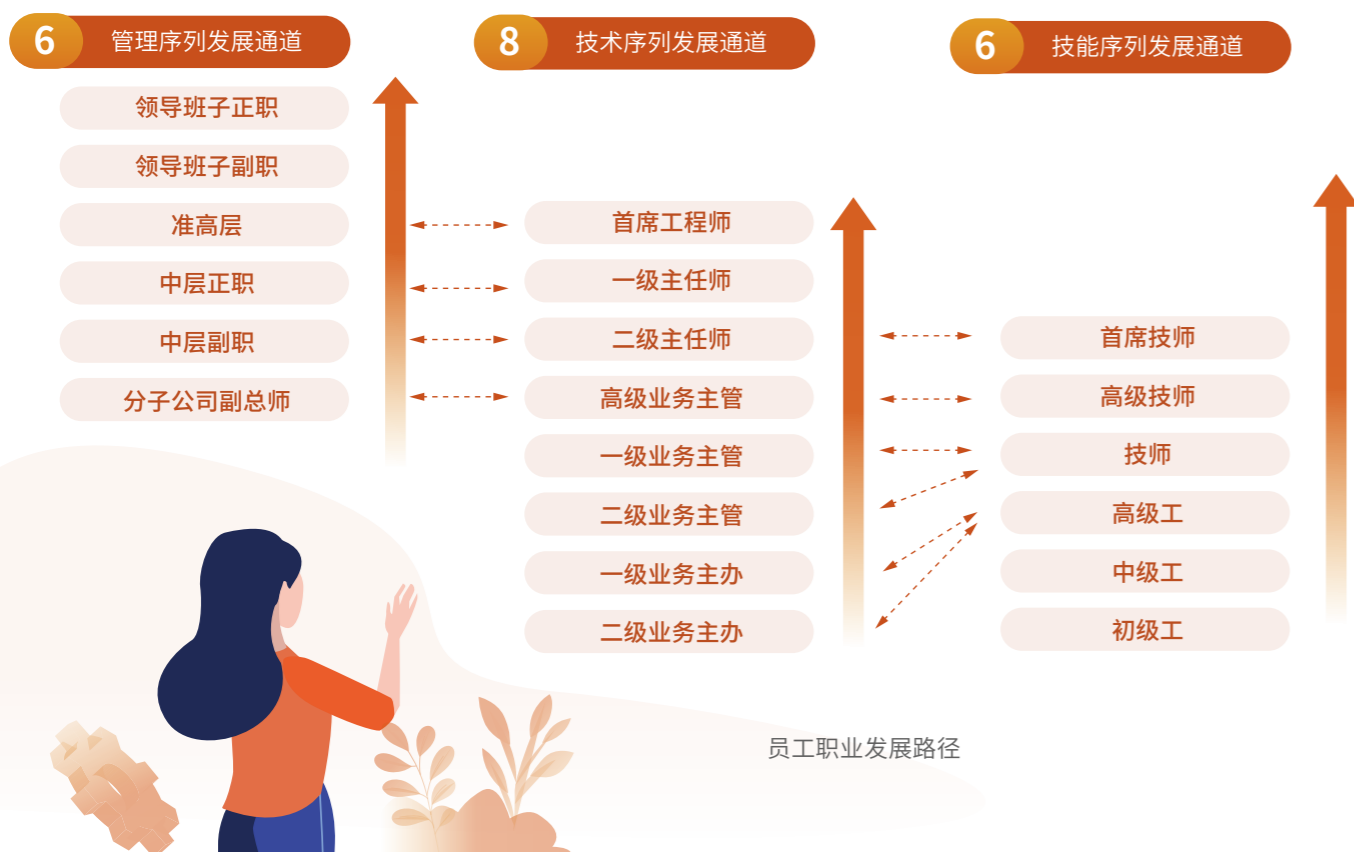 6 管理序列发展通道
领导班子正职
领导班子副职
准高层
中层正职
中层副职
分子公司副总师
8 技术序列发展通道
首席工程师
一级主任师
二级主任师
高级业务主管
一级业务主管
二级业务主管
一级业务主办
二级业务主办
6 技能序列发展通道
首席技师
高级技师
技师
高级工
中级工
初级工
员工职业发展路径